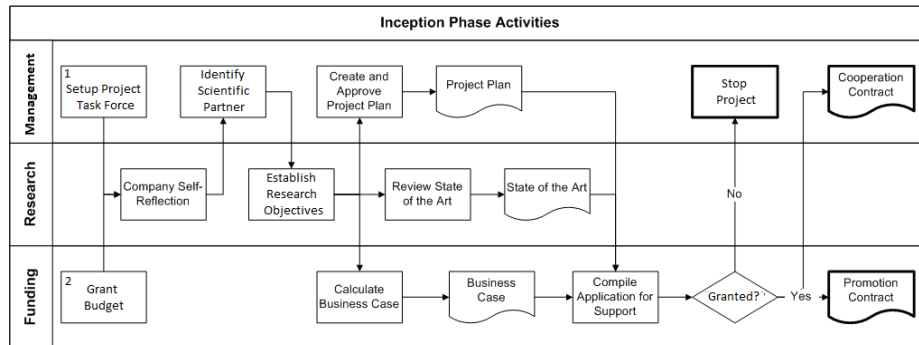 Inception Phase Activities
Management
1
Setup Project
Task Force
Identify
Scientific
Partner
Create and
Approve
Project Plan
Project Plan
Stop
Project
Cooperation
Contract
Research
Company Self-
Reflection
Establish
Research
Objectives
Review State
of the Art
State of the Art
No
Funding
2
Grant
Budget
Calculate
Business Case
Business
Case
Compile
Application for
Support
Granted?
Yes
Promotion
Contract